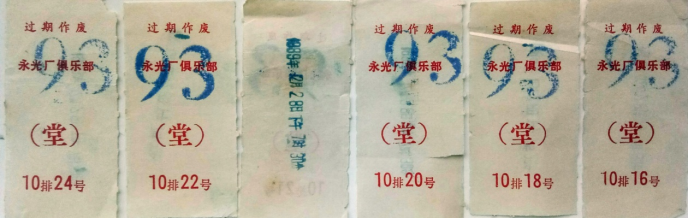 过期作废
93
永光厂俱乐部
(堂)
10排24号
过期作废
93
永光厂俱乐部
(堂)
10排22号
过期作废
93
永光厂俱乐部
(堂)
10排20号
过期作废
93
永光厂俱乐部
(堂)
10排18号
过期作废
93
永光厂俱乐部
(堂)
10排16号